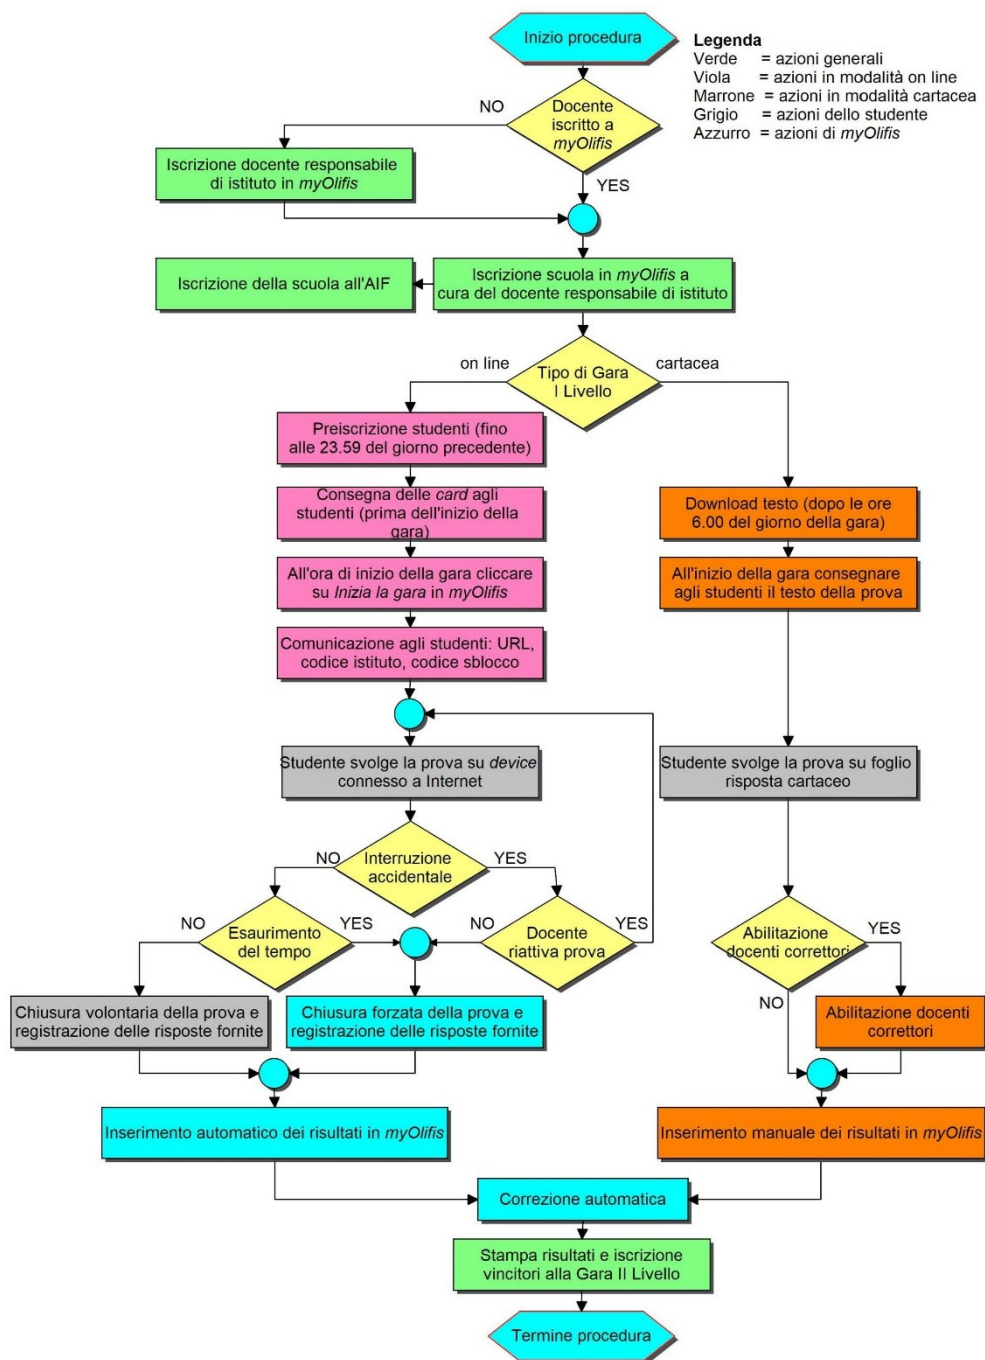 Inizio procedura
Legenda
Verde = azioni generali
Viola = azioni in modalità on line
Marrone = azioni in modalità cartacea
Grigio = azioni dello studente
Azzurro = azioni di myOlifis
NO
Docente
iscritto a
myOlifis
Iscrizione docente responsabile
di istituto in myOlifis
YES
Iscrizione della scuola all'AIF
Iscrizione scuola in myOlifis a
cura del docente responsabile di istituto
on line
Tipo di Gara
I Livello
cartacea
Preiscrizione studenti (fino
alle 23.59 del giorno precedente)
Consegna delle card agli
studenti (prima dell'inizio della
gara)
Download testo (dopo le ore
6.00 del giorno della gara)
All'ora di inizio della gara cliccare
su Inizia la gara in myOlifis
All'inizio della gara consegnare
agli studenti il testo della prova
Comunicazione agli studenti: URL,
codice istituto, codice sblocco
Studente svolge la prova su device
connesso a Internet
Studente svolge la prova su foglio
risposta cartaceo
NO
Interruzione
accidentale
YES
NO
Esaurimento
del tempo
YES
NO
Docente
riattiva prova
YES
Abilitazione
docenti correttori
YES
NO
Chiusura volontaria della prova e
registrazione delle risposte fornite
Chiusura forzata della prova e
registrazione delle risposte fornite
Abilitazione docenti
correttori
Inserimento automatico dei risultati in myOlifis
Inserimento manuale dei risultati in myOlifis
Correzione automatica
Stampa risultati e iscrizione
vincitori alla Gara II Livello
Termine procedura